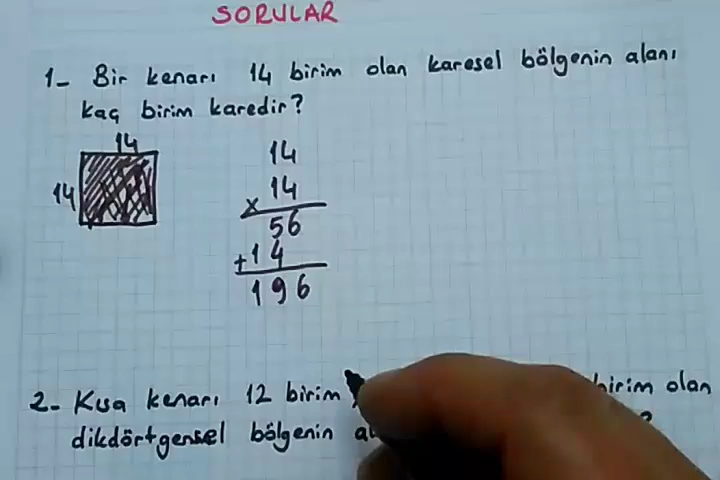 SORULAR
1- Bir kenarı 14 birim olan karesel bölgenin alanı
kaç birim karedir?
14
14
14
x 14
56
+14
196
2- Kısa kenarı 12 birim birim olan
dikdörtgensel bölgenin ?